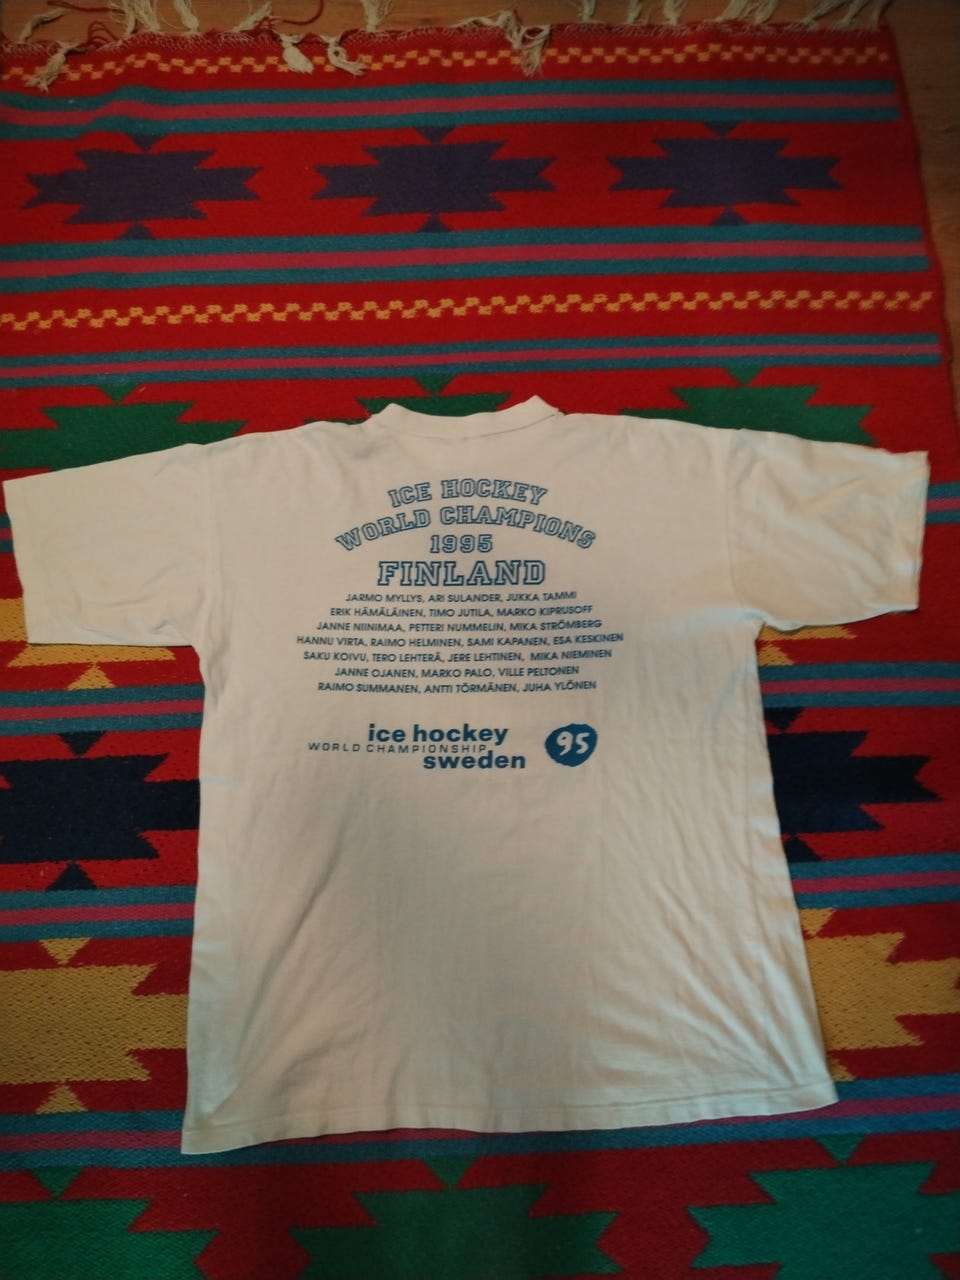 ICE HOCKEY
WORLD CHAMPIONS
1995
FINLAND
JARMO MYLLYS, ARI SULANDER, JUKKA TAMMI
ERIK HÄMÄLÄINEN, TIMO JUTILA, MARKO KIPRUSOFF
JANNE NIINIMAA, PETTERI NUMMELIN, MIKA STRÖMBERG
HANNU VIRTA, RAIMO HELMINEN, SAMI KAPANEN, ESA KESKINEN
SAKU KOIVU, TERO LEHTERÄ, JERE LEHTINEN, MIKA NIEMINEN
JANNE OJANEN, MARKO PALO, VILLE PELTONEN
RAIMO SUMMANEN, ANTTI TÖRMÄNEN, JUHA YLÖNEN
ice hockey
WORLD CHAMPIONSHIP
sweden
95